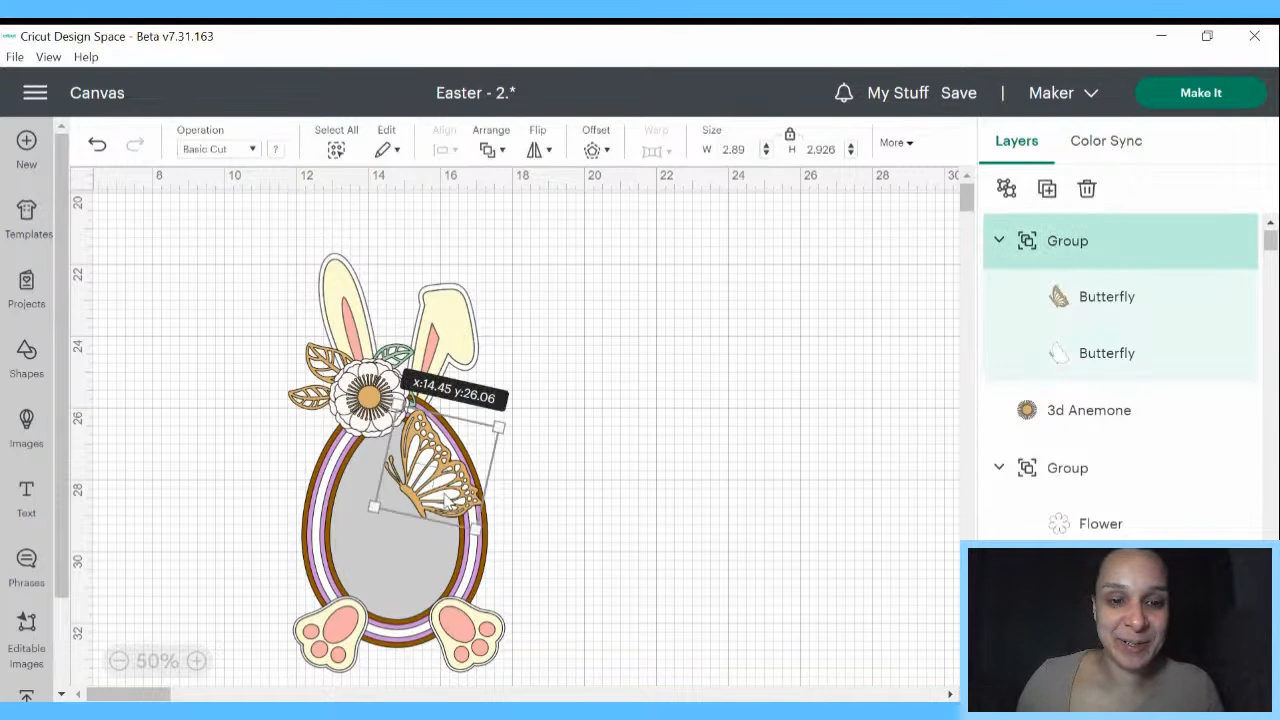 Cricut Design Space - Beta v7.31.163
File View Help
Canvas
Easter - 2.*
My Stuff Save | Maker
Make It
New
Templates
Projects
Shapes
Images
Text
Phrases
Editable
Images
Operation
Basic Cut
?
Select All
Edit
Align
Arrange
Flip
Offset
Warp
Size
W 2.89
H 2.926
More
8 10 12 14 16 18 20 22 24 26 28 30
20
22
24
26
28
30
32
x:14.45 y:26.06
50%
Layers
Color Sync
Group
Butterfly
Butterfly
3d Anemone
Group
Flower